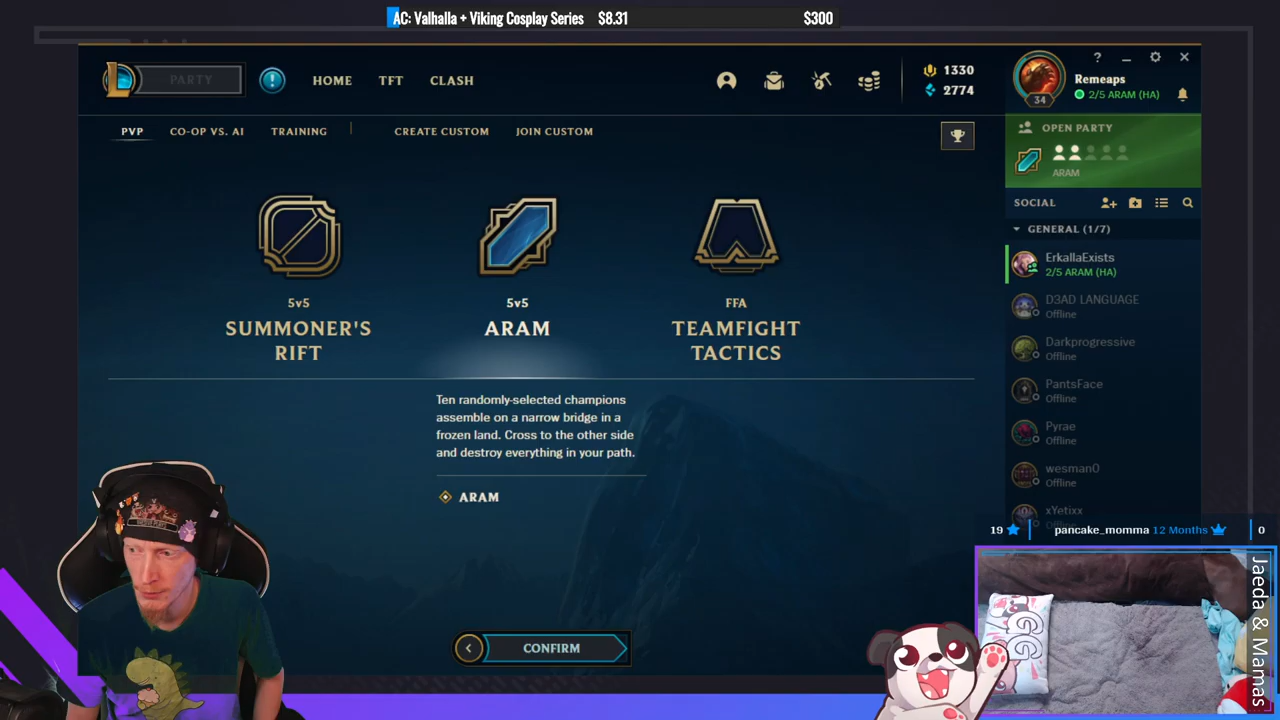 AC: Valhalla + Viking Cosplay Series $8.31 $300
PARTY
HOME TFT CLASH
1330
2774
34
?
Remeaps
2/5 ARAM (HA)
PVP CO-OP VS. AI TRAINING CREATE CUSTOM JOIN CUSTOM
OPEN PARTY
ARAM
SOCIAL
GENERAL (1/7)
ErkallaExists
2/5 ARAM (HA)
D3AD LANGUAGE
Offline
Darkprogressive
Offline
PantsFace
Offline
Pyrae
Offline
wesman0
Offline
xYetixx
5v5
SUMMONER'S
RIFT
5v5
ARAM
FFA
TEAMFIGHT
TACTICS
Ten randomly-selected champions
assemble on a narrow bridge in a
frozen land. Cross to the other side
and destroy everything in your path.
ARAM
CONFIRM
19 pancake_momma 12 Months 0
GG
Jaeda & Mamas